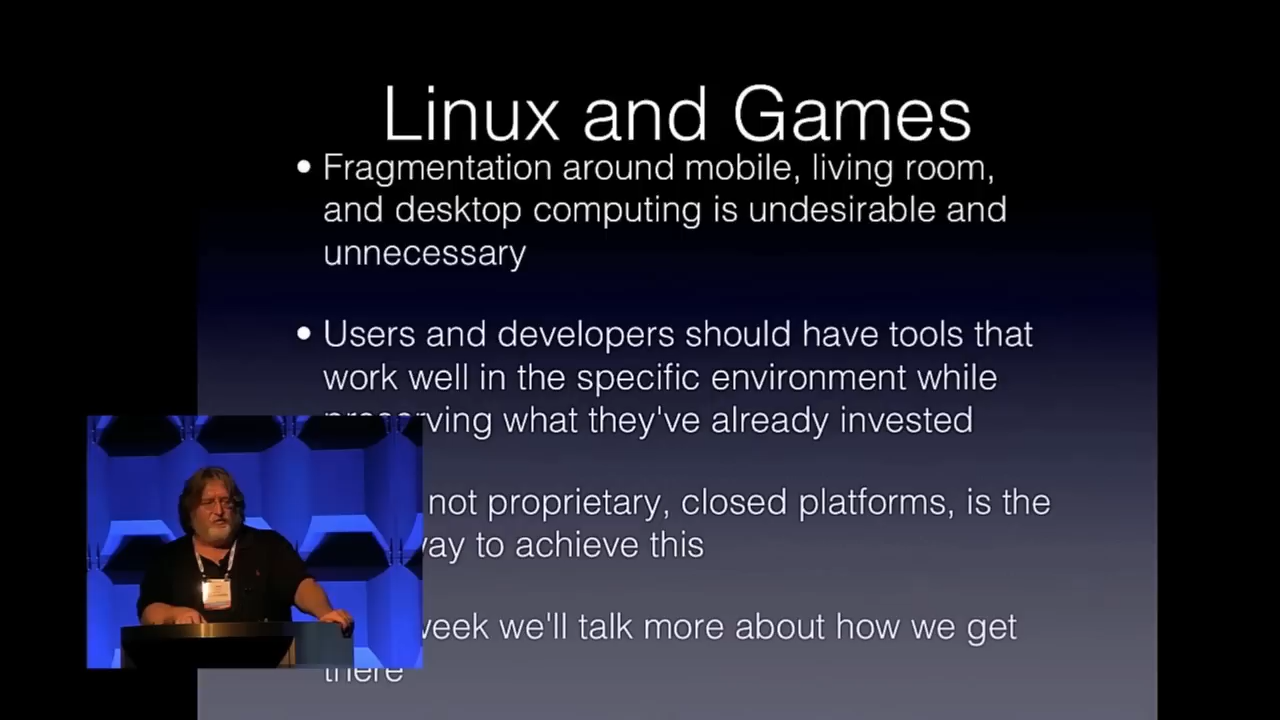 Linux and Games
• Fragmentation around mobile, living room,
and desktop computing is undesirable and
unnecessary
• Users and developers should have tools that
work well in the specific environment while
preserving what they've already invested
not proprietary, closed platforms, is the
way to achieve this
week we'll talk more about how we get
there